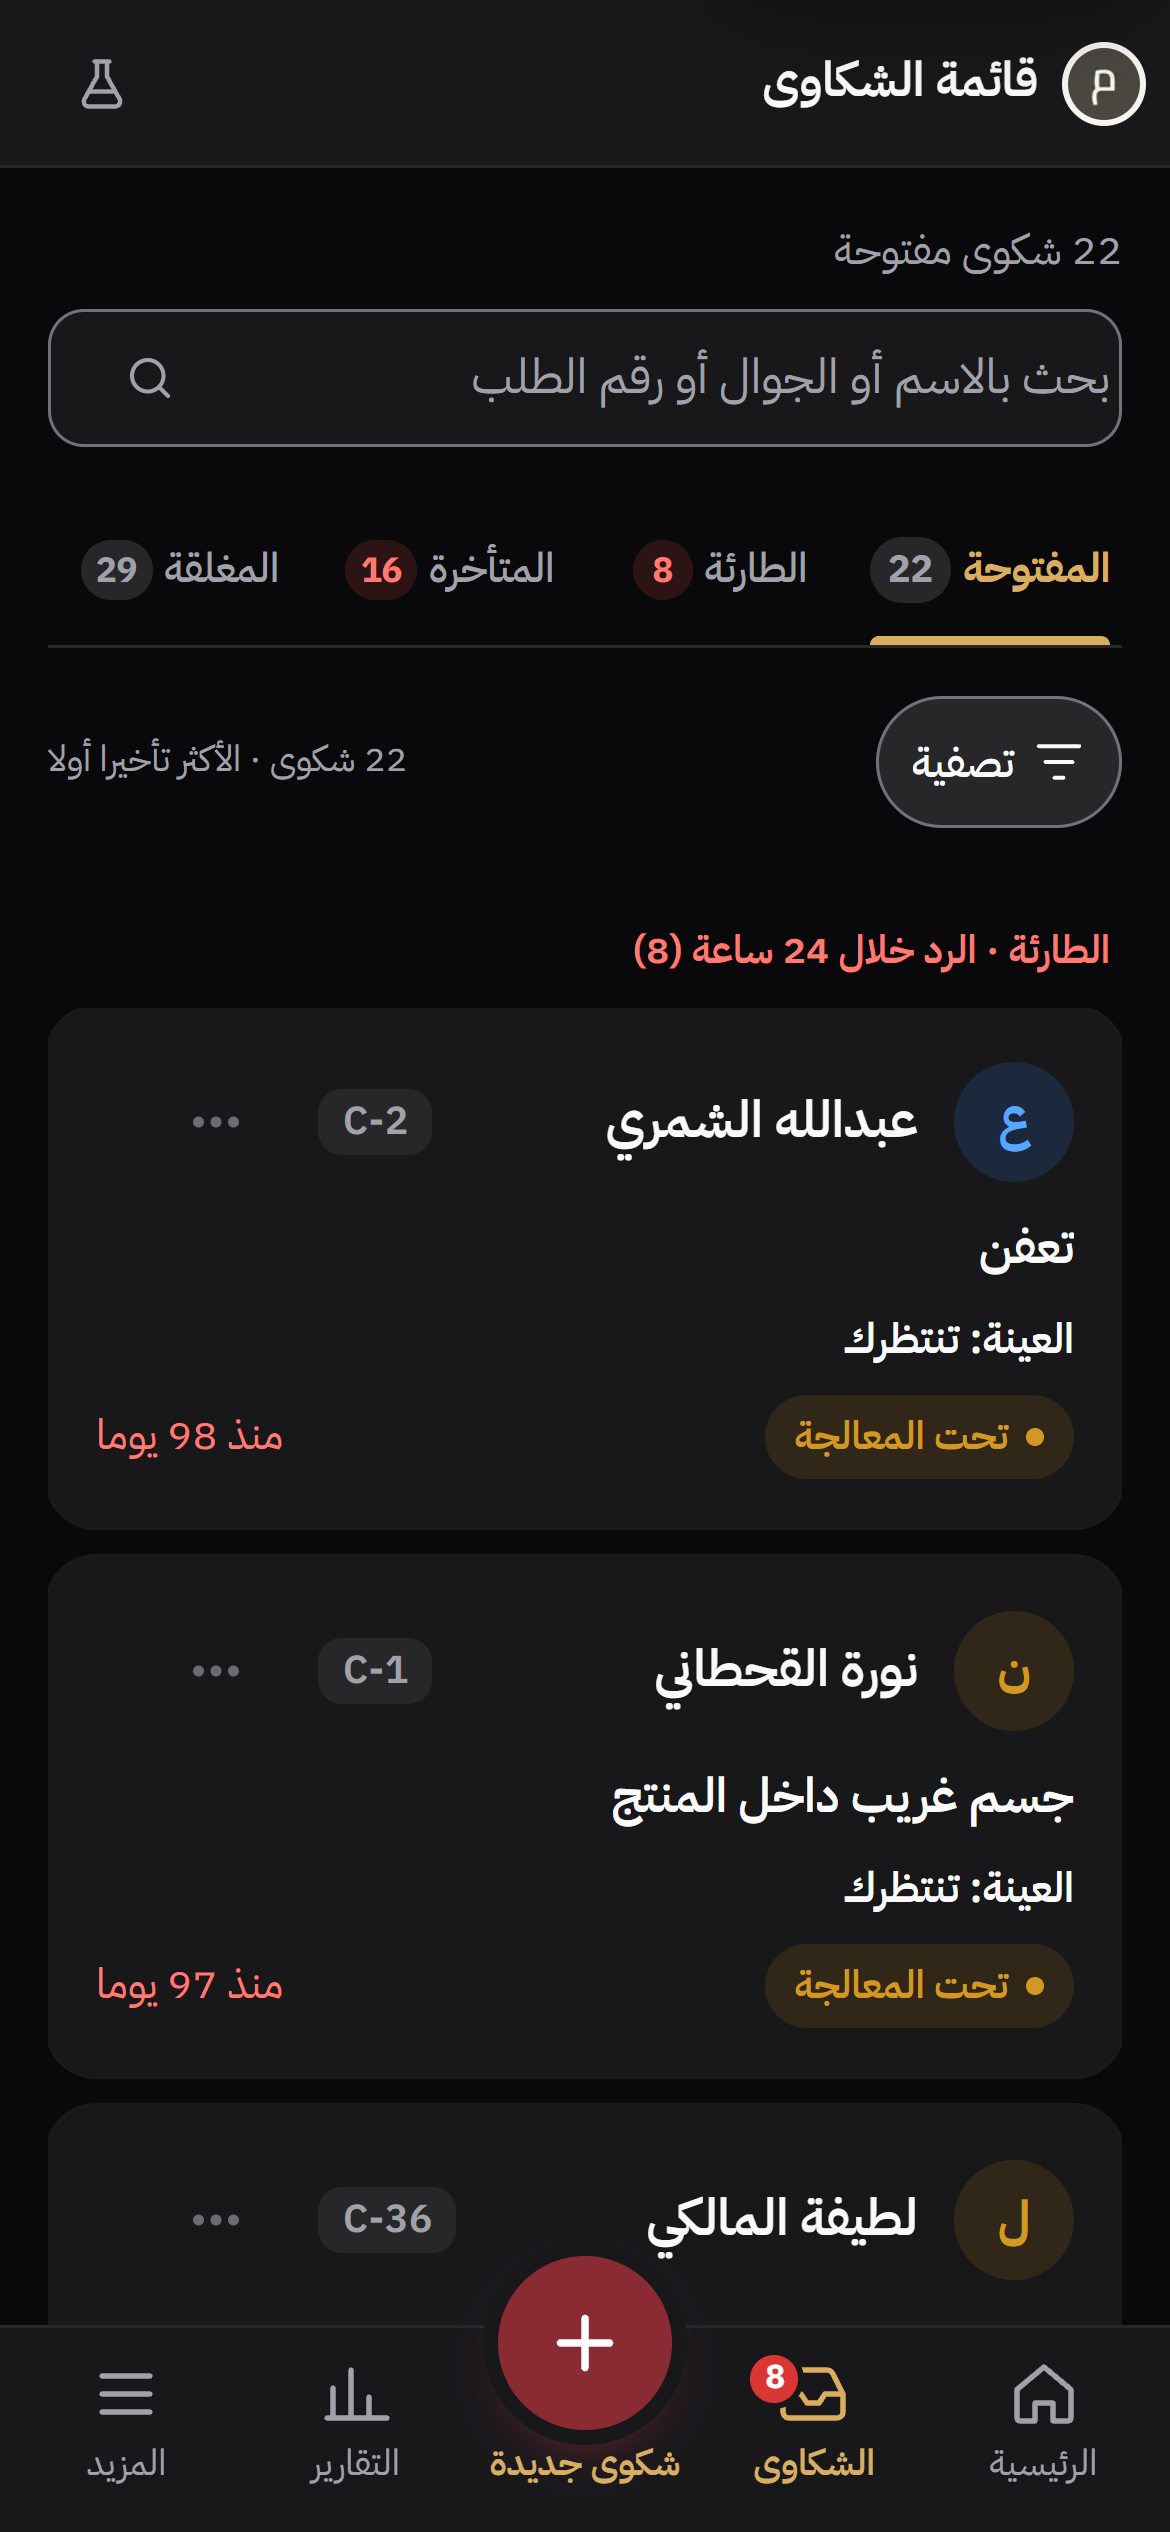 م قائمة الشكاوى
22 شكوى مفتوحة
بحث بالاسم أو الجوال أو رقم الطلب
المفتوحة 22 الطارئة 8 المتأخرة 16 المغلقة 29
تصفية 22 شكوى · الأكثر تأخيرا أولا
الطارئة · الرد خلال 24 ساعة (8)
ع عبدالله الشمري C-2
تعفن
العينة: تنتظرك
تحت المعالجة منذ 98 يوما
ن نورة القحطاني C-1
جسم غريب داخل المنتج
العينة: تنتظرك
تحت المعالجة منذ 97 يوما
ل لطيفة المالكي C-36
8
الرئيسية الشكاوى شكوى جديدة التقارير المزيد